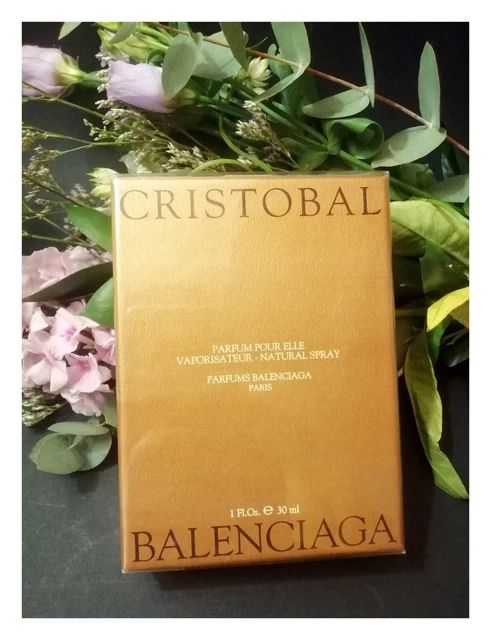 CRISTOBAL
PARFUM POUR ELLE
VAPORISATEUR - NATURAL SPRAY
PARFUMS BALENCIAGA
PARIS
1 FL.Oz. ℮ 30 ml
BALENCIAGA